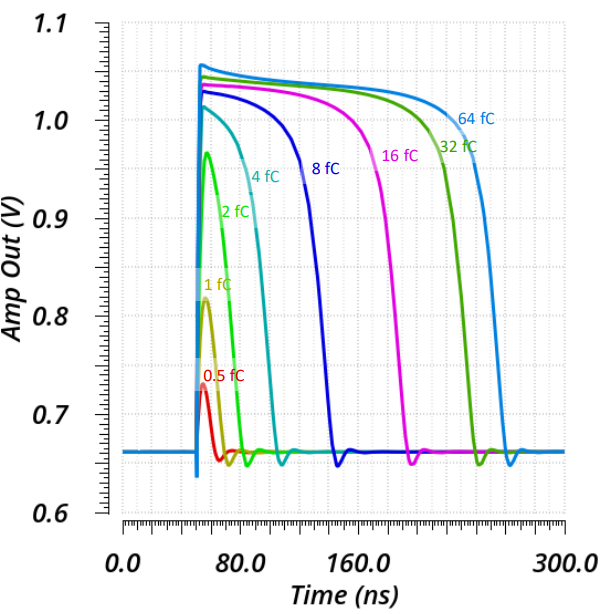 1.1
1.0
0.9
0.8
0.7
0.6
Amp Out (V)
64 fC
32 fC
16 fC
8 fC
4 fC
2 fC
1 fC
0.5 fC
0.0 80.0 160.0 300.0
Time (ns)